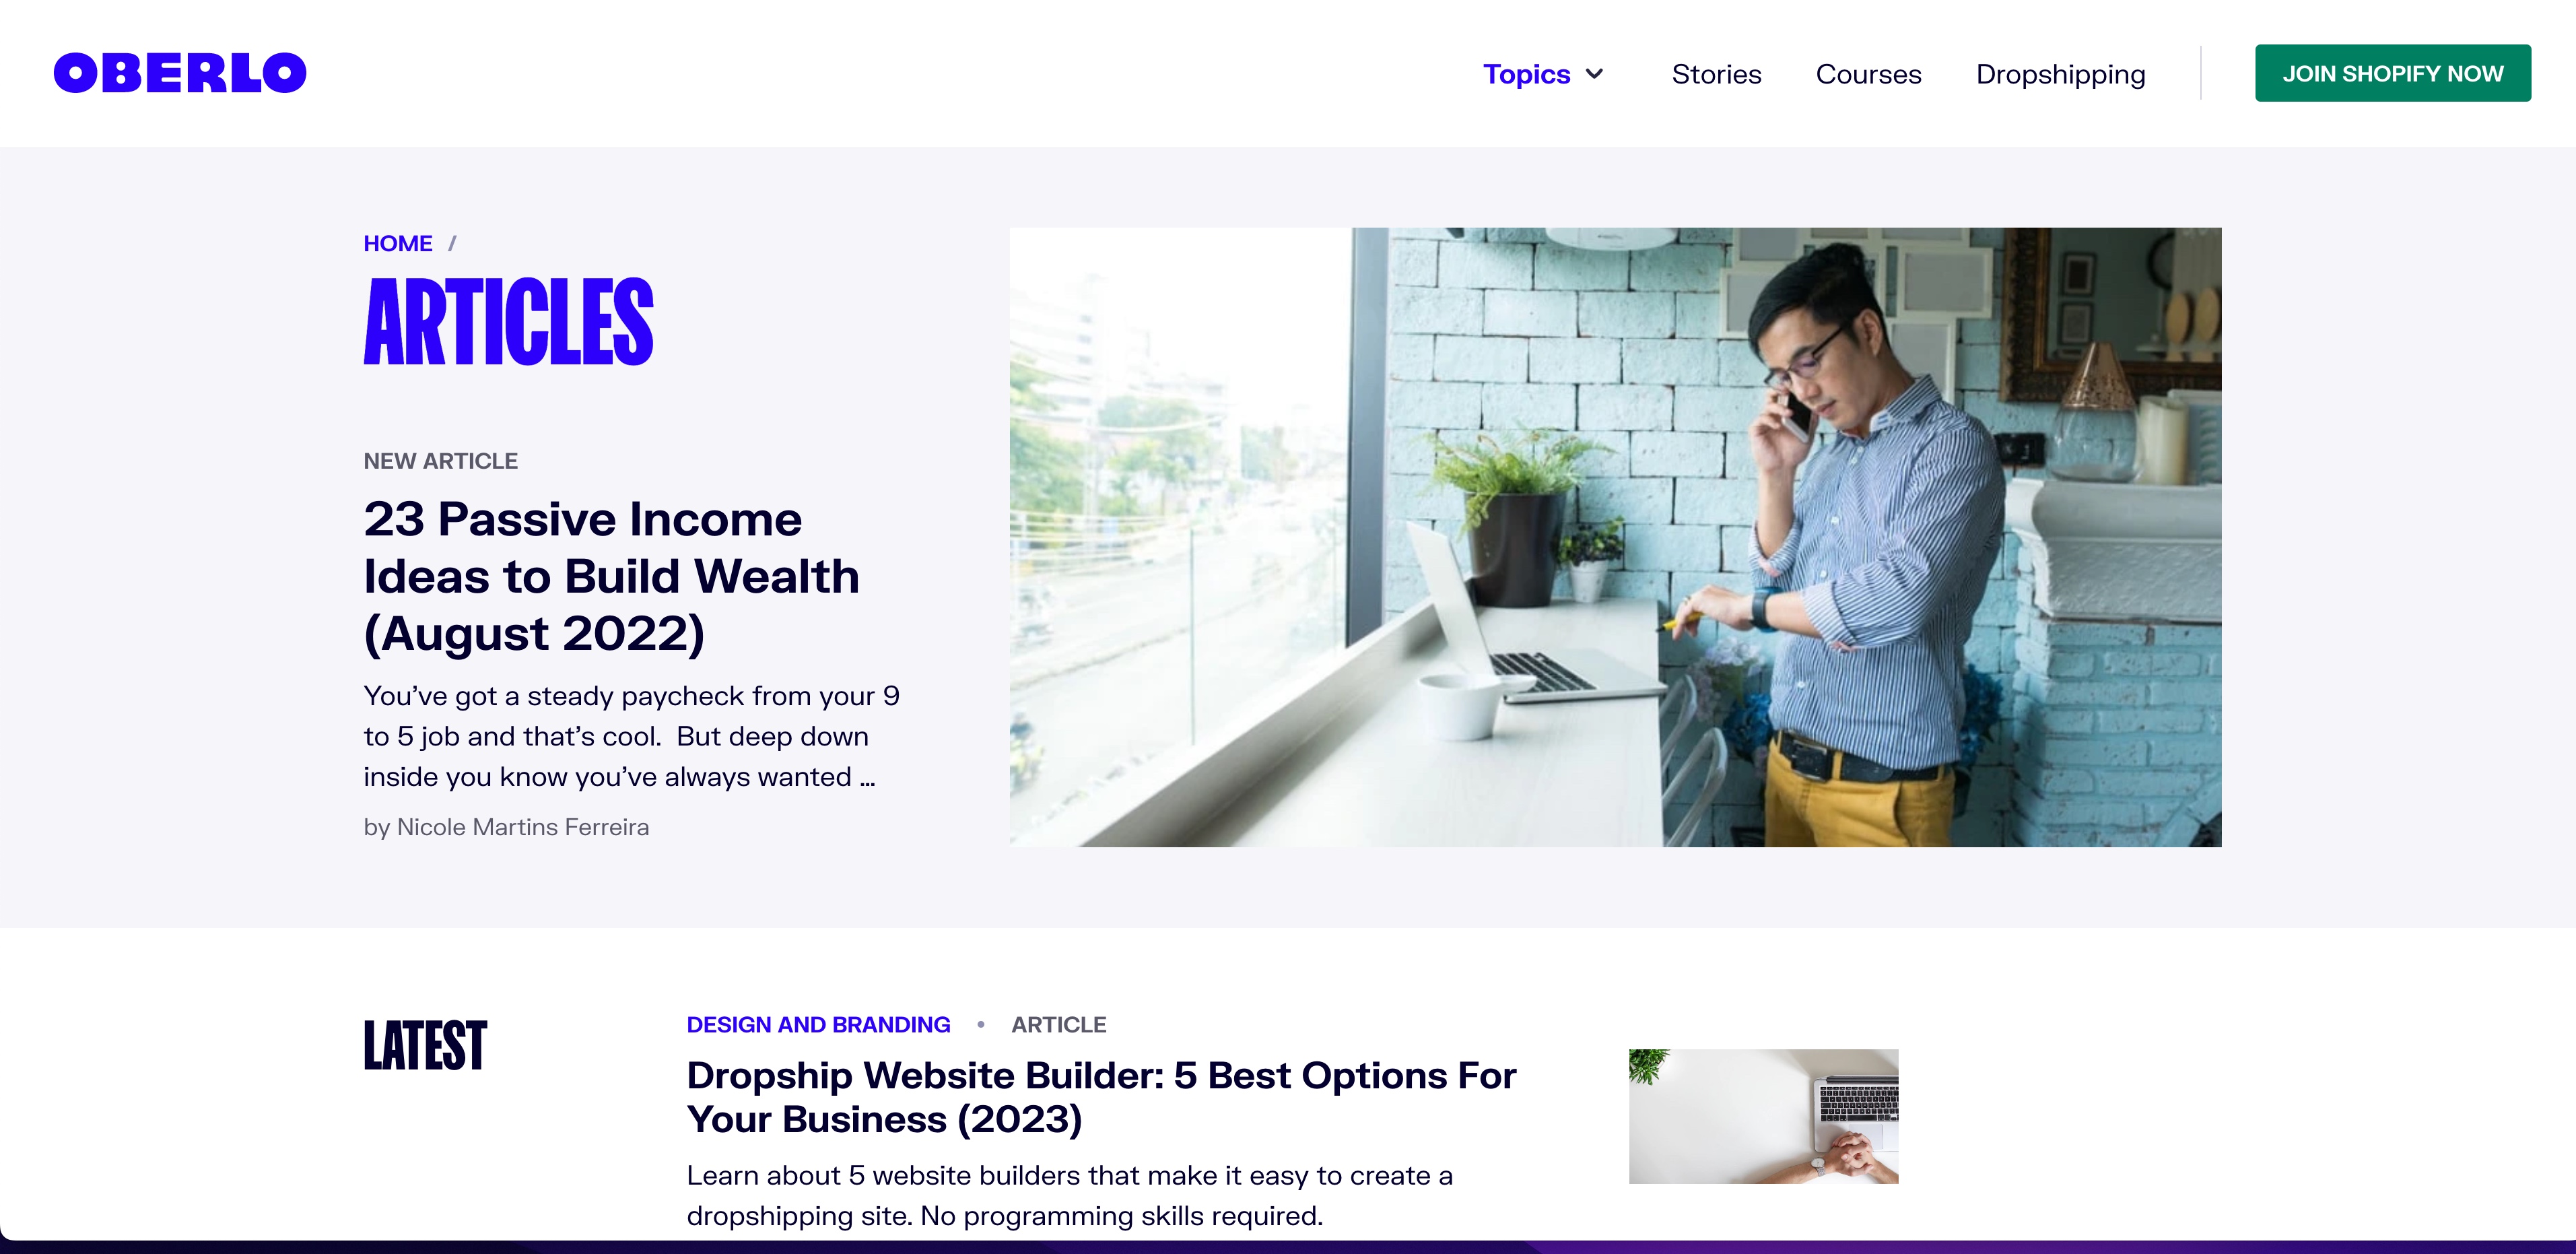 OBERLO
Topics
Stories
Courses
Dropshipping
JOIN SHOPIFY NOW
HOME /
ARTICLES
NEW ARTICLE
23 Passive Income
Ideas to Build Wealth
(August 2022)
You’ve got a steady paycheck from your 9
to 5 job and that’s cool.  But deep down
inside you know you’ve always wanted ...
by Nicole Martins Ferreira
LATEST
DESIGN AND BRANDING • ARTICLE
Dropship Website Builder: 5 Best Options For
Your Business (2023)
Learn about 5 website builders that make it easy to create a
dropshipping site. No programming skills required.